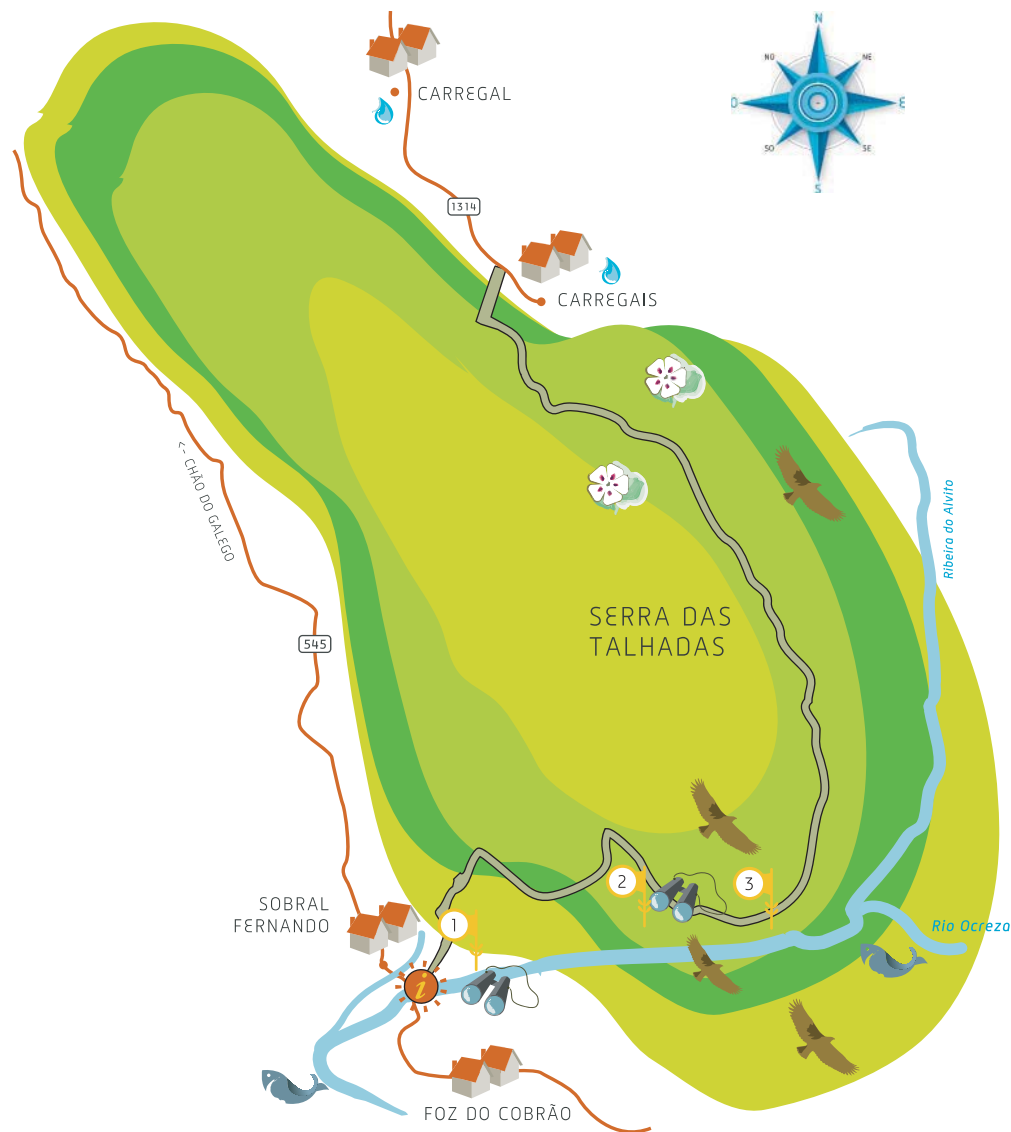 N
NO
NE
O
E
SO
SE
S
CARREGAL
1314
CARREGAIS
<- CHÃO DO GALEGO
Ribeira do Alvito
SERRA DAS
TALHADAS
545
2
3
SOBRAL
FERNANDO
1
Rio Ocreza
i
FOZ DO COBRÃO